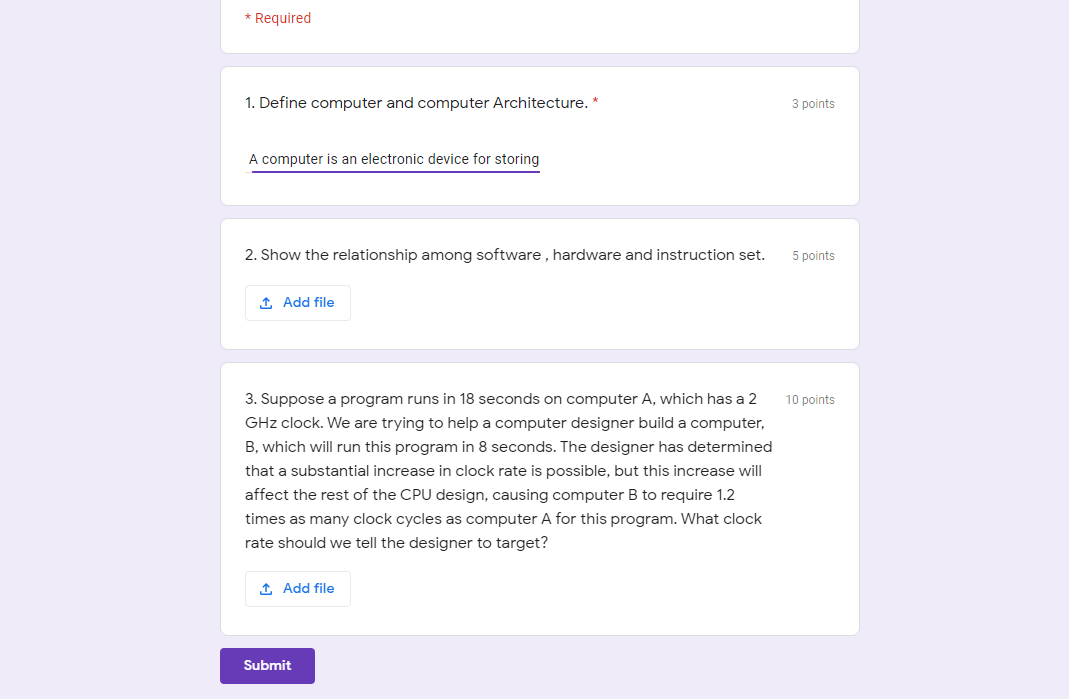 * Required
1. Define computer and computer Architecture. *
3 points
A computer is an electronic device for storing
2. Show the relationship among software , hardware and instruction set.
5 points
Add file
3. Suppose a program runs in 18 seconds on computer A, which has a 2
10 points
GHz clock. We are trying to help a computer designer build a computer,
B, which will run this program in 8 seconds. The designer has determined
that a substantial increase in clock rate is possible, but this increase will
affect the rest of the CPU design, causing computer B to require 1.2
times as many clock cycles as computer A for this program. What clock
rate should we tell the designer to target?
Add file
Submit